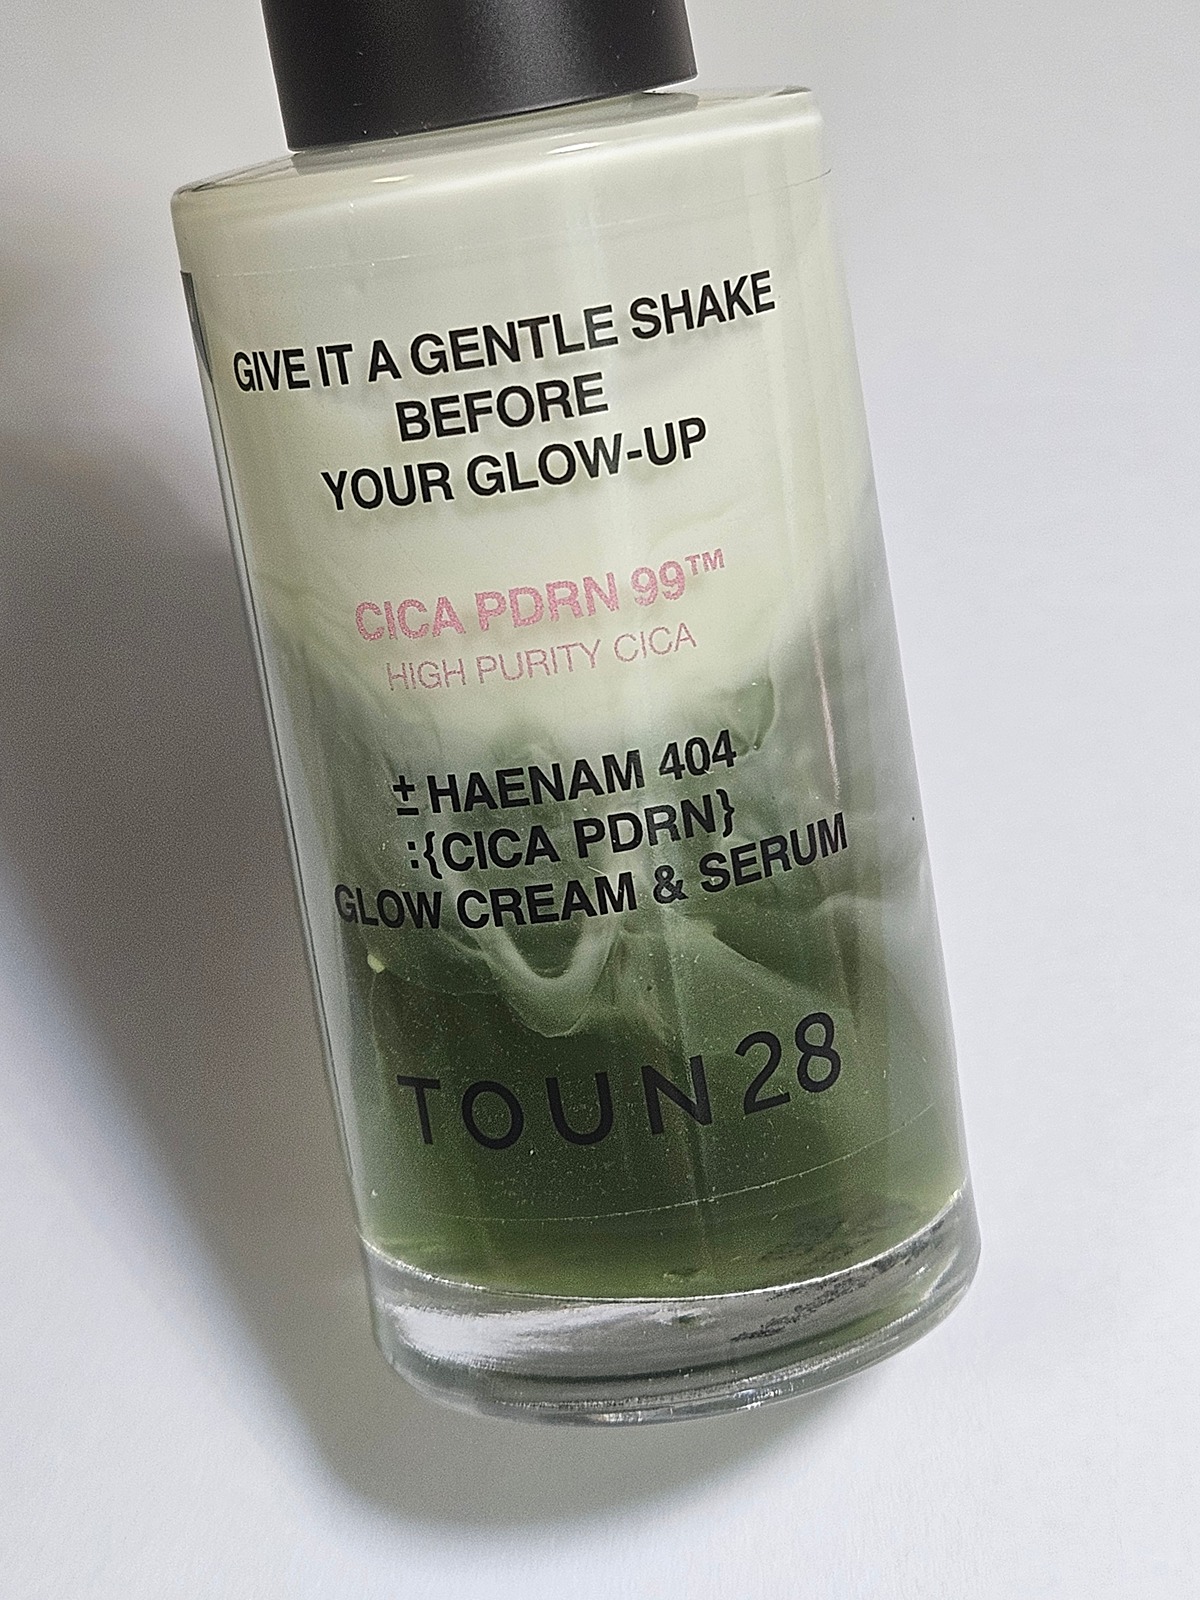 GIVE IT A GENTLE SHAKE
BEFORE
YOUR GLOW-UP
CICA PDRN 99™
HIGH PURITY CICA
± HAENAM 404
:{CICA PDRN}
GLOW CREAM & SERUM
TOUN28